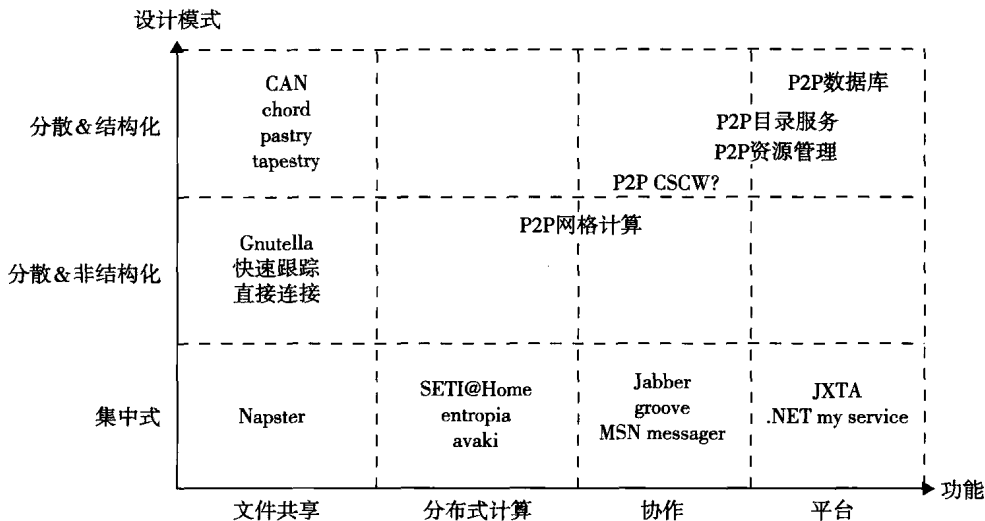 设计模式
CAN
chord
pastry
tapestry
P2P数据库
P2P目录服务
P2P资源管理
P2P CSCW?
分散&结构化
P2P网格计算
Gnutella
快速跟踪
直接连接
分散&非结构化
Napster
SETI@Home
entropia
avaki
Jabber
groove
MSN messager
JXTA
.NET my service
集中式
功能
文件共享
分布式计算
协作
平台